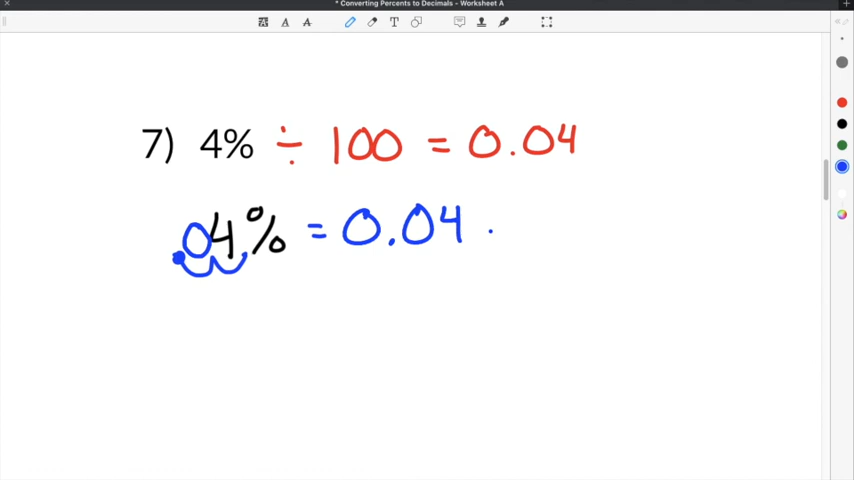 * Converting Percents to Decimals - Worksheet A
7) 4% ÷ 100 = 0.04
.04.% = 0.04